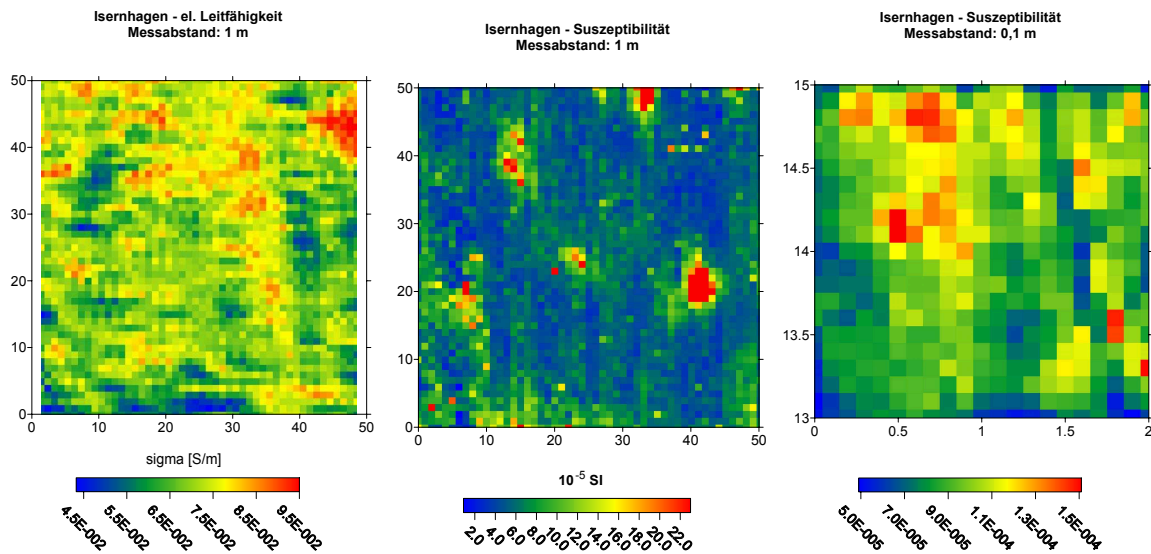 Isernhagen - el. Leitfähigkeit
Messabstand: 1 m
50
40
30
20
10
0
0
10
20
30
40
50
sigma [S/m]
4.5E-002
5.5E-002
6.5E-002
7.5E-002
8.5E-002
9.5E-002
Isernhagen - Suszeptibilität
Messabstand: 1 m
50
40
30
20
10
0
0
10
20
30
40
50
10-5 SI
2.0
4.0
6.0
8.0
10.0
12.0
14.0
16.0
18.0
20.0
22.0
Isernhagen - Suszeptibilität
Messabstand: 0,1 m
15
14.5
14
13.5
13
0
0.5
1
1.5
2
5.0E-005
7.0E-005
9.0E-005
1.1E-004
1.3E-004
1.5E-004